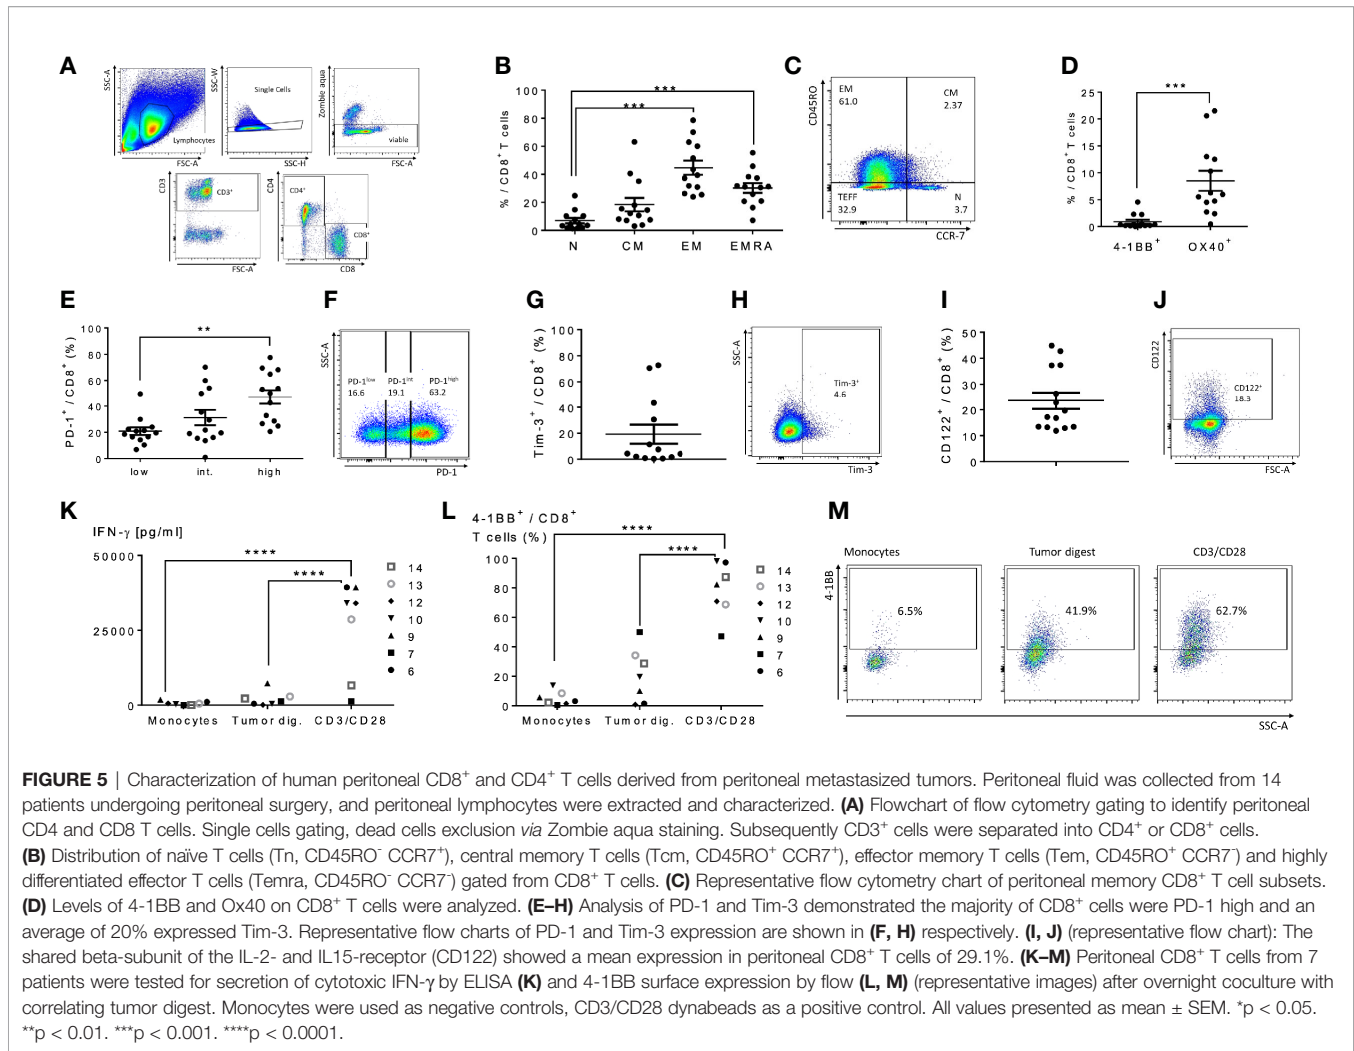 A
SSC-A
Lymphocytes
FSC-A
SSC-W
Single Cells
SSC-H
Zombie aqua
viable
FSC-A
CD3
CD3⁺
FSC-A
CD4
CD4⁺
CD8⁺
CD8
B
% / CD8⁺ T cells
100
80
60
40
20
0
***
***
N CM EM EMRA
C
CD45RO
EM
61.0
CM
2.37
TEFF
32.9
N
3.7
CCR-7
D
% / CD8⁺ T cells
25
20
15
10
5
0
***
4-1BB⁺ OX40⁺
E
PD-1⁺ / CD8⁺ (%)
100
80
60
40
20
0
**
low int. high
F
SSC-A
PD-1low PD-1int PD-1high
16.6 19.1 63.2
PD-1
G
Tim-3⁺ / CD8⁺ (%)
100
80
60
40
20
0
H
SSC-A
Tim-3⁺
4.6
Tim-3
I
CD122⁺ / CD8⁺ (%)
50
40
30
20
10
0
J
CD122
CD122⁺
18.3
FSC-A
K
IFN-γ [pg/ml]
50000
25000
0
****
****
Monocytes Tumor dig. CD3/CD28
14
13
12
10
9
7
6
L
4-1BB⁺ / CD8⁺
T cells (%)
100
80
60
40
20
0
****
****
Monocytes Tumor dig. CD3/CD28
14
13
12
10
9
7
6
M
Monocytes Tumor digest CD3/CD28
4-1BB
6.5% 41.9% 62.7%
SSC-A
FIGURE 5 | Characterization of human peritoneal CD8⁺ and CD4⁺ T cells derived from peritoneal metastasized tumors. Peritoneal fluid was collected from 14
patients undergoing peritoneal surgery, and peritoneal lymphocytes were extracted and characterized. (A) Flowchart of flow cytometry gating to identify peritoneal
CD4 and CD8 T cells. Single cells gating, dead cells exclusion via Zombie aqua staining. Subsequently CD3⁺ cells were separated into CD4⁺ or CD8⁺ cells.
(B) Distribution of naïve T cells (Tn, CD45RO⁻ CCR7⁺), central memory T cells (Tcm, CD45RO⁺ CCR7⁺), effector memory T cells (Tem, CD45RO⁺ CCR7⁻) and highly
differentiated effector T cells (Temra, CD45RO⁻ CCR7⁻) gated from CD8⁺ T cells. (C) Representative flow cytometry chart of peritoneal memory CD8⁺ T cell subsets.
(D) Levels of 4-1BB and Ox40 on CD8⁺ T cells were analyzed. (E–H) Analysis of PD-1 and Tim-3 demonstrated the majority of CD8⁺ cells were PD-1 high and an
average of 20% expressed Tim-3. Representative flow charts of PD-1 and Tim-3 expression are shown in (F, H) respectively. (I, J) (representative flow chart): The
shared beta-subunit of the IL-2- and IL15-receptor (CD122) showed a mean expression in peritoneal CD8⁺ T cells of 29.1%. (K–M) Peritoneal CD8⁺ T cells from 7
patients were tested for secretion of cytotoxic IFN-γ by ELISA (K) and 4-1BB surface expression by flow (L, M) (representative images) after overnight coculture with
correlating tumor digest. Monocytes were used as negative controls, CD3/CD28 dynabeads as a positive control. All values presented as mean ± SEM. *p < 0.05.
**p < 0.01. ***p < 0.001. ****p < 0.0001.